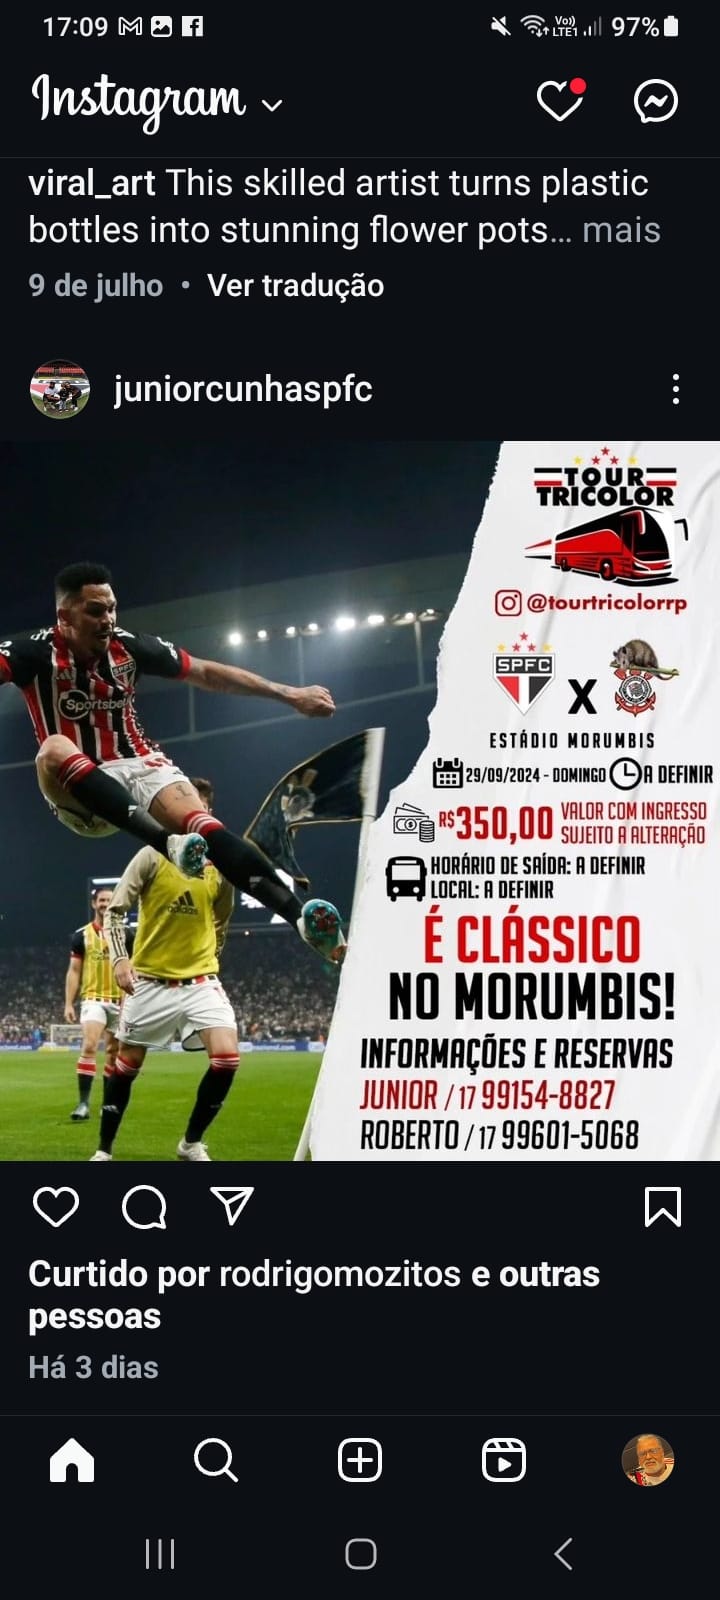 17:09
Vo))
LTE1
97%
Instagram
viral_art This skilled artist turns plastic
bottles into stunning flower pots... mais
9 de julho • Ver tradução
juniorcunhaspfc
TOUR
TRICOLOR
@tourtricolorrp
SPFC
X
ESTÁDIO MORUMBIS
29/09/2024 - DOMINGO A DEFINIR
R$350,00 VALOR COM INGRESSO
SUJEITO A ALTERAÇÃO
HORÁRIO DE SAÍDA: A DEFINIR
LOCAL: A DEFINIR
É CLÁSSICO
NO MORUMBIS!
INFORMAÇÕES E RESERVAS
JUNIOR / 17 99154-8827
ROBERTO / 17 99601-5068
SPFC
Sportsbet
adidas
Curtido por rodrigomozitos e outras
pessoas
Há 3 dias